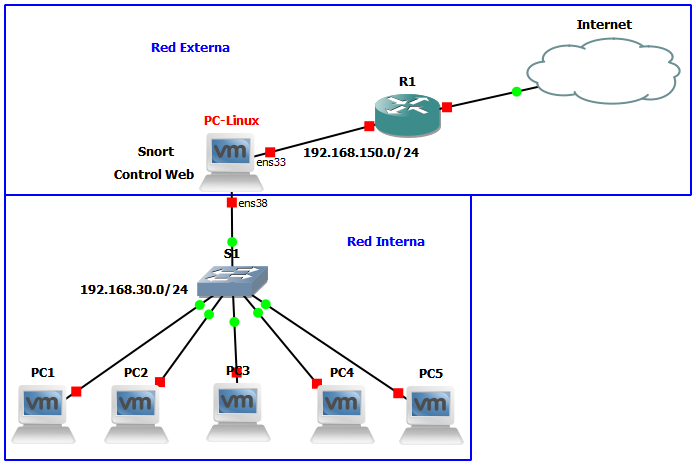 Internet
Red Externa
R1
PC-Linux
Snort
ens33
192.168.150.0/24
Control Web
vm
ens38
Red Interna
S1
192.168.30.0/24
PC1
PC2
PC3
PC4
PC5
vm
vm
vm
vm
vm